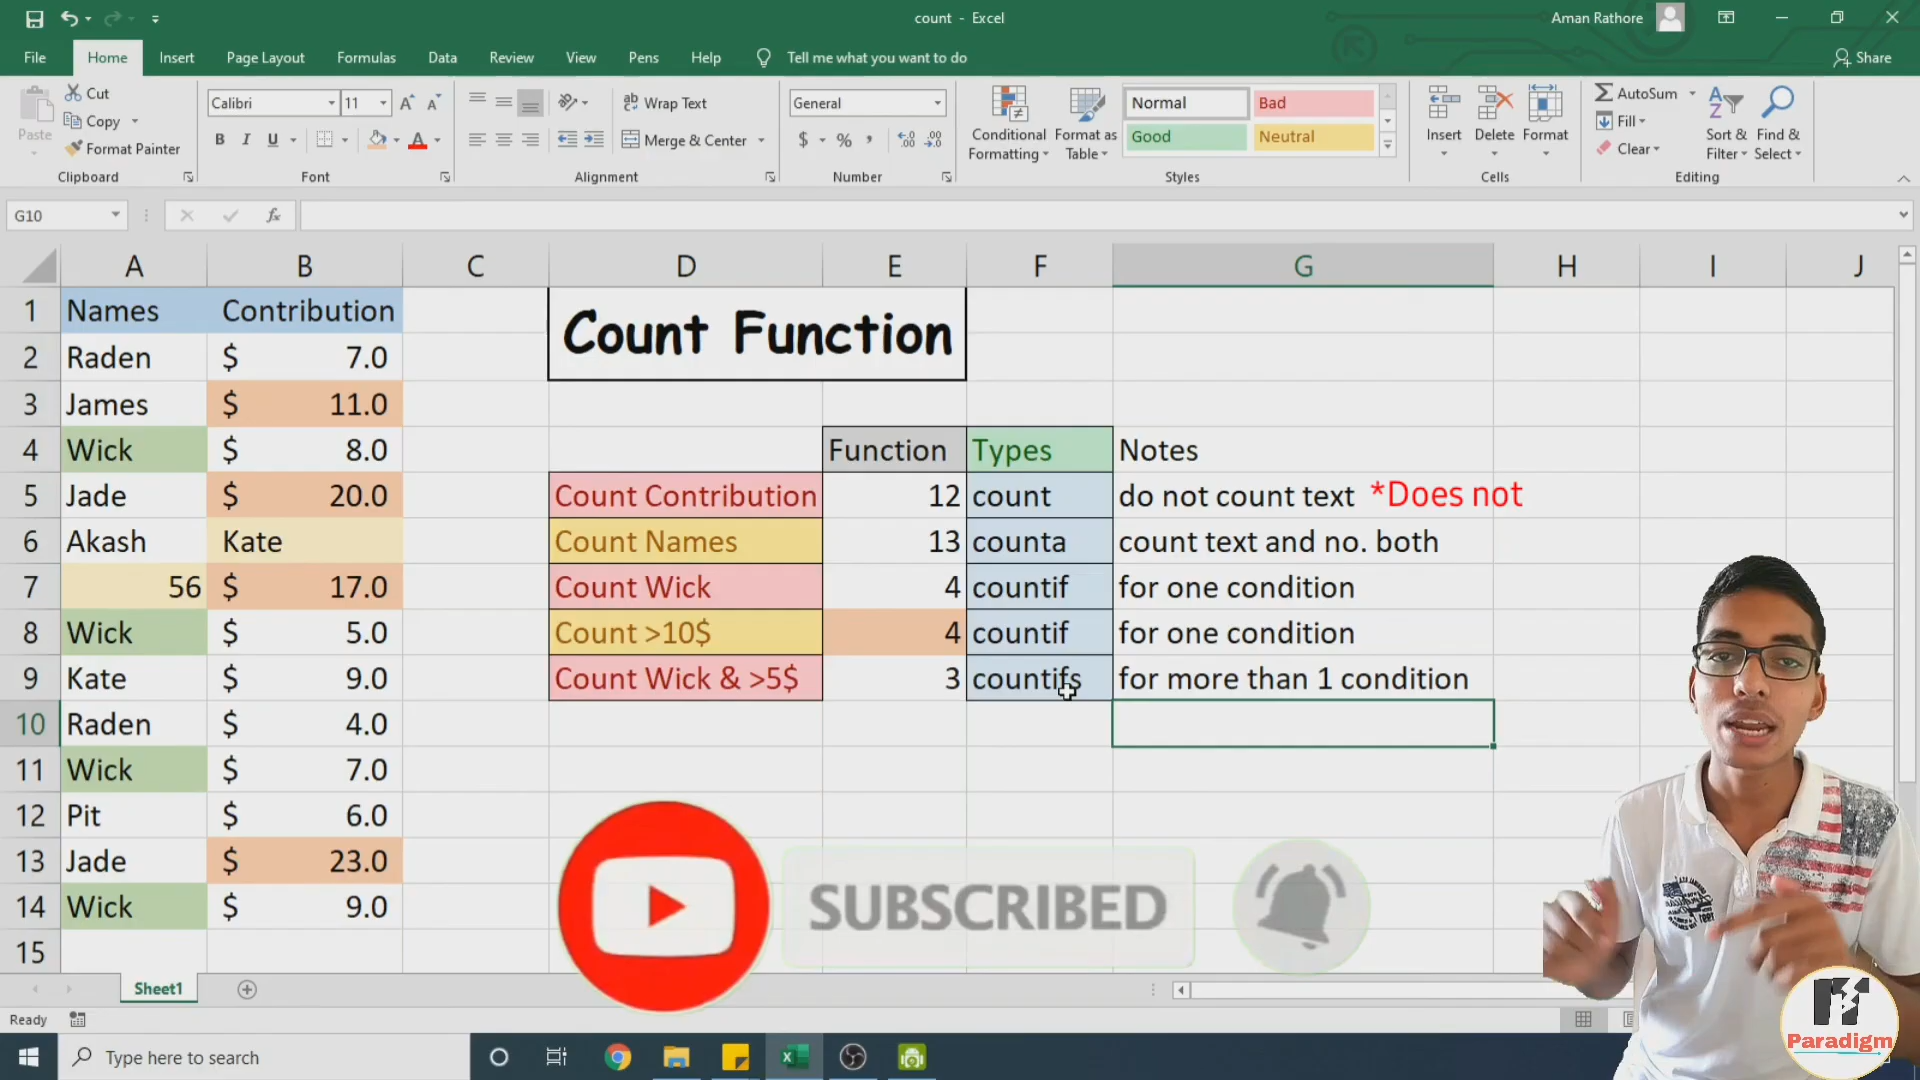 count - Excel
Aman Rathore
File Home Insert Page Layout Formulas Data Review View Pens Help Tell me what you want to do Share
Paste Cut Copy Format Painter Clipboard
Calibri 11 B I U Font
Wrap Text Merge & Center Alignment
General $ % Number
Conditional Formatting Format as Table Normal Bad Good Neutral Styles
Insert Delete Format Cells
AutoSum Fill Clear Sort & Filter Find & Select Editing
G10 fx
A B C D E F G H I J
1 Names Contribution Count Function
2 Raden $ 7.0
3 James $ 11.0
4 Wick $ 8.0 Function Types Notes
5 Jade $ 20.0 Count Contribution 12 count do not count text *Does not
6 Akash Kate Count Names 13 counta count text and no. both
7 56 $ 17.0 Count Wick 4 countif for one condition
8 Wick $ 5.0 Count >10$ 4 countif for one condition
9 Kate $ 9.0 Count Wick & >5$ 3 countifs for more than 1 condition
10 Raden $ 4.0
11 Wick $ 7.0
12 Pit $ 6.0
13 Jade $ 23.0
14 Wick $ 9.0
15
SUBSCRIBED
Sheet1
Ready
Paradigm
Type here to search